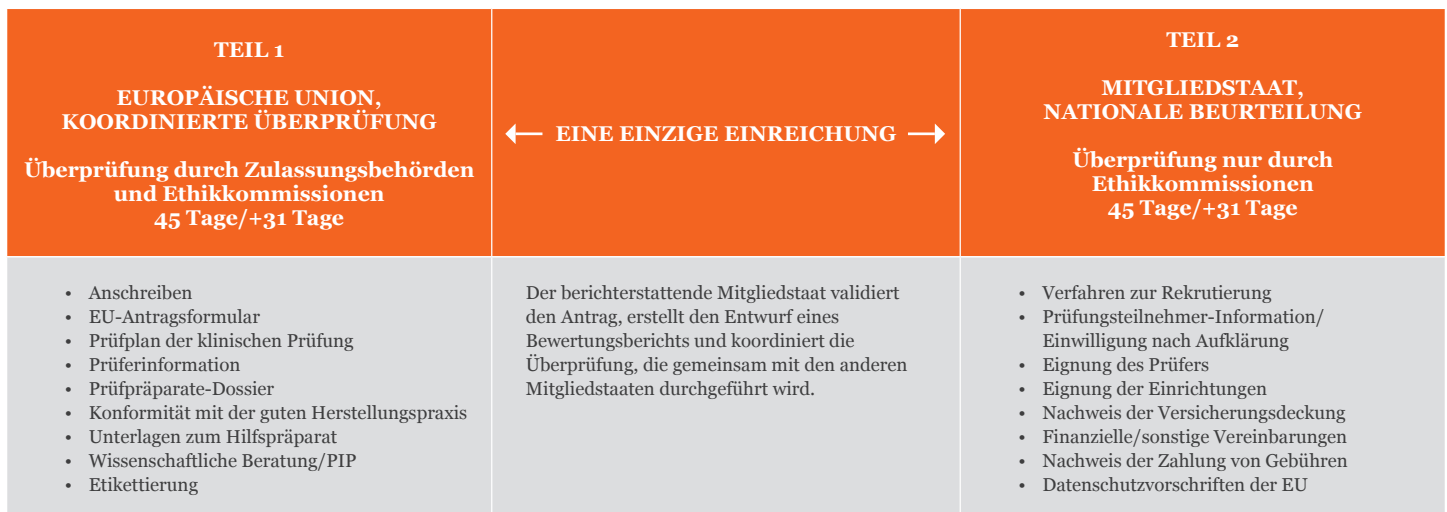 TEIL 1
EUROPÄISCHE UNION,
KOORDINIERTE ÜBERPRÜFUNG
Überprüfung durch Zulassungsbehörden
und Ethikkommissionen
45 Tage/+31 Tage
← EINE EINZIGE EINREICHUNG →
TEIL 2
MITGLIEDSTAAT,
NATIONALE BEURTEILUNG
Überprüfung nur durch
Ethikkommissionen
45 Tage/+31 Tage
• Anschreiben
• EU-Antragsformular
• Prüfplan der klinischen Prüfung
• Prüferinformation
• Prüfpräparate-Dossier
• Konformität mit der guten Herstellungspraxis
• Unterlagen zum Hilfspräparat
• Wissenschaftliche Beratung/PIP
• Etikettierung
Der berichterstattende Mitgliedstaat validiert
den Antrag, erstellt den Entwurf eines
Bewertungsberichts und koordiniert die
Überprüfung, die gemeinsam mit den anderen
Mitgliedstaaten durchgeführt wird.
• Verfahren zur Rekrutierung
• Prüfungsteilnehmer-Information/
Einwilligung nach Aufklärung
• Eignung des Prüfers
• Eignung der Einrichtungen
• Nachweis der Versicherungsdeckung
• Finanzielle/sonstige Vereinbarungen
• Nachweis der Zahlung von Gebühren
• Datenschutzvorschriften der EU